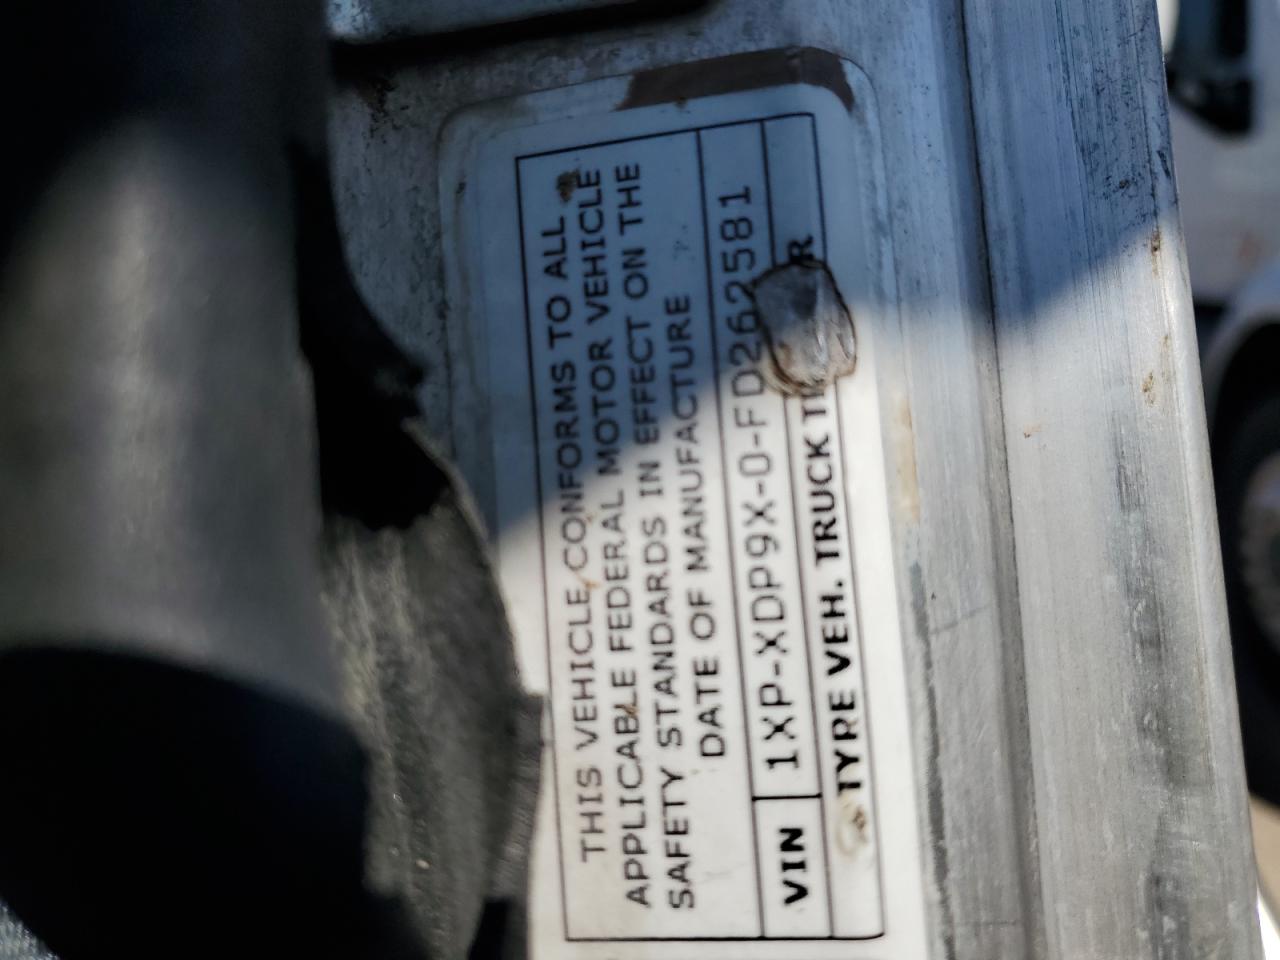 THIS VEHICLE CONFORMS TO ALL
APPLICABLE FEDERAL MOTOR VEHICLE
SAFETY STANDARDS IN EFFECT ON THE
DATE OF MANUFACTURE
VIN 1XP-XDP9X-0-FD262581
TYRE VEH. TRUCK